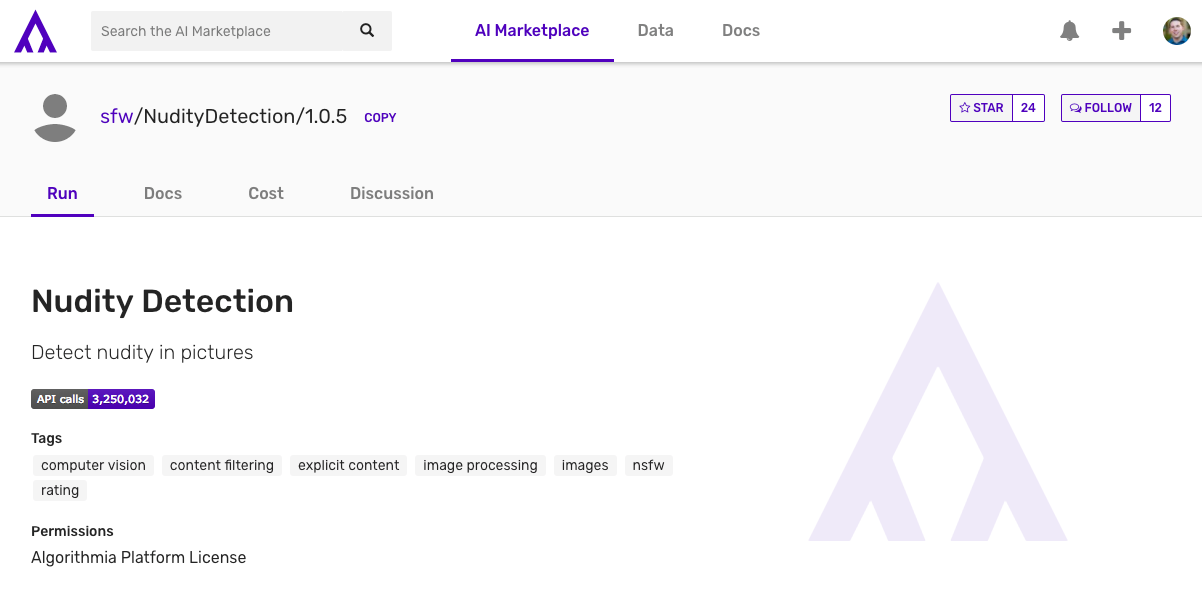 Search the AI Marketplace
AI Marketplace Data Docs
sfw/NudityDetection/1.0.5 COPY
STAR 24 FOLLOW 12
Run Docs Cost Discussion
Nudity Detection
Detect nudity in pictures
API calls 3,250,032
Tags
computer vision content filtering explicit content image processing images nsfw
rating
Permissions
Algorithmia Platform License